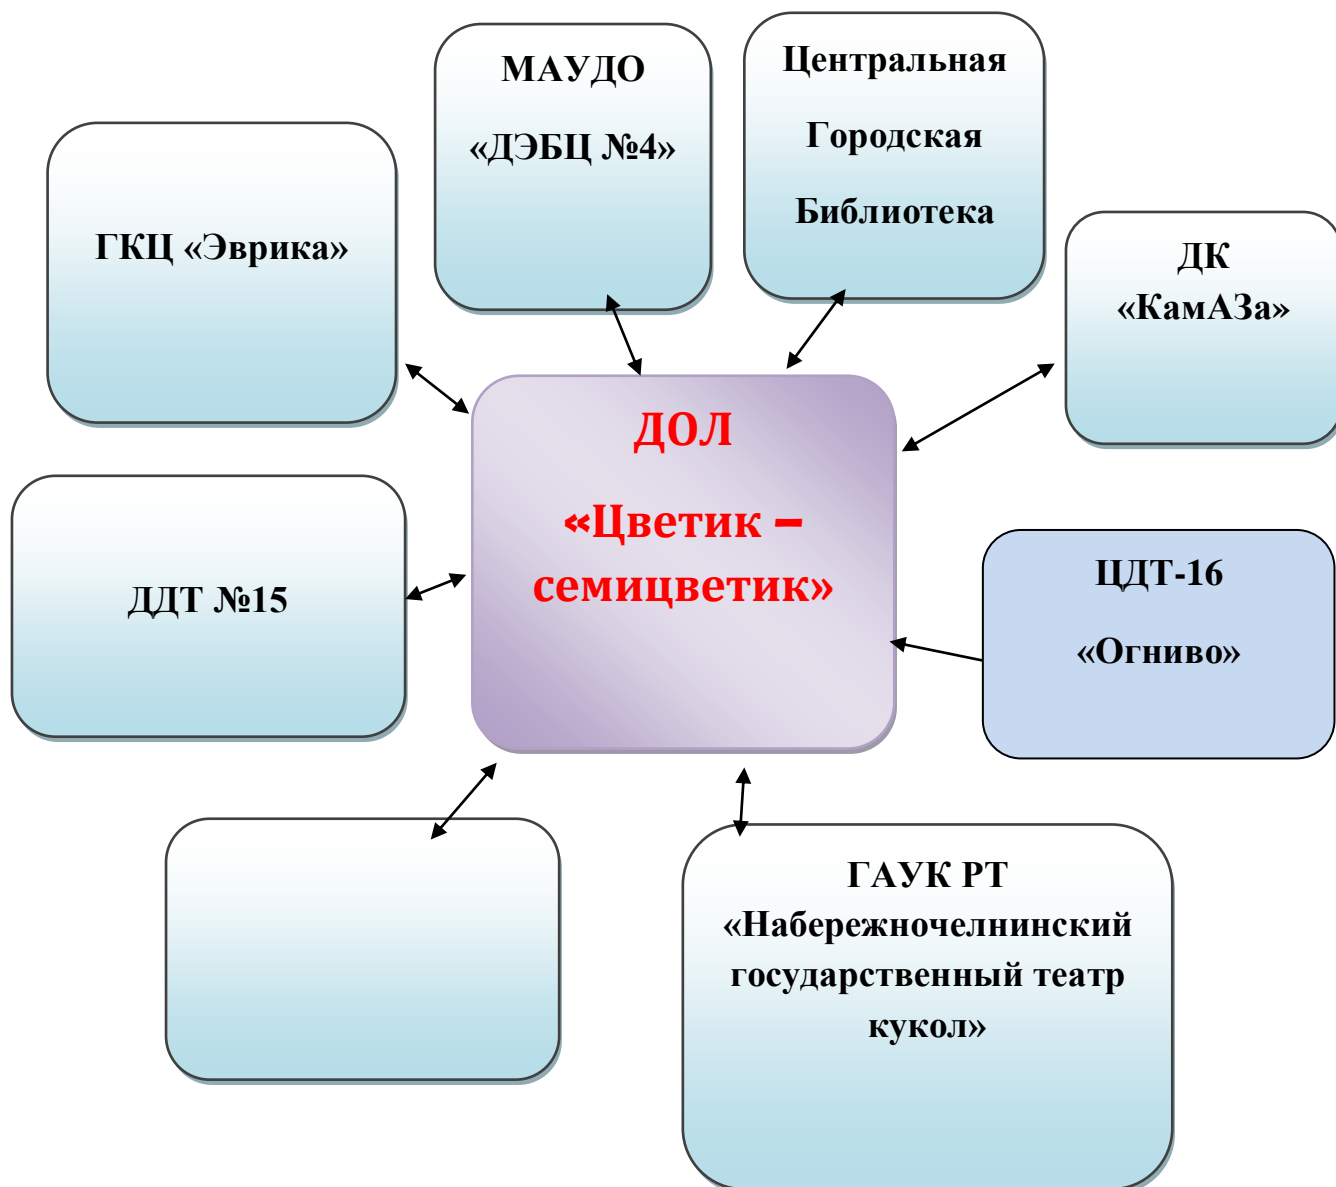 МАУДО
«ДЭБЦ №4»
Центральная
Городская
Библиотека
ГКЦ «Эврика»
ДК
«КамАЗа»
ДОЛ
«Цветик –
семицветик»
ДДТ №15
ЦДТ-16
«Огниво»
ГАУК РТ
«Набережночелнинский
государственный театр
кукол»